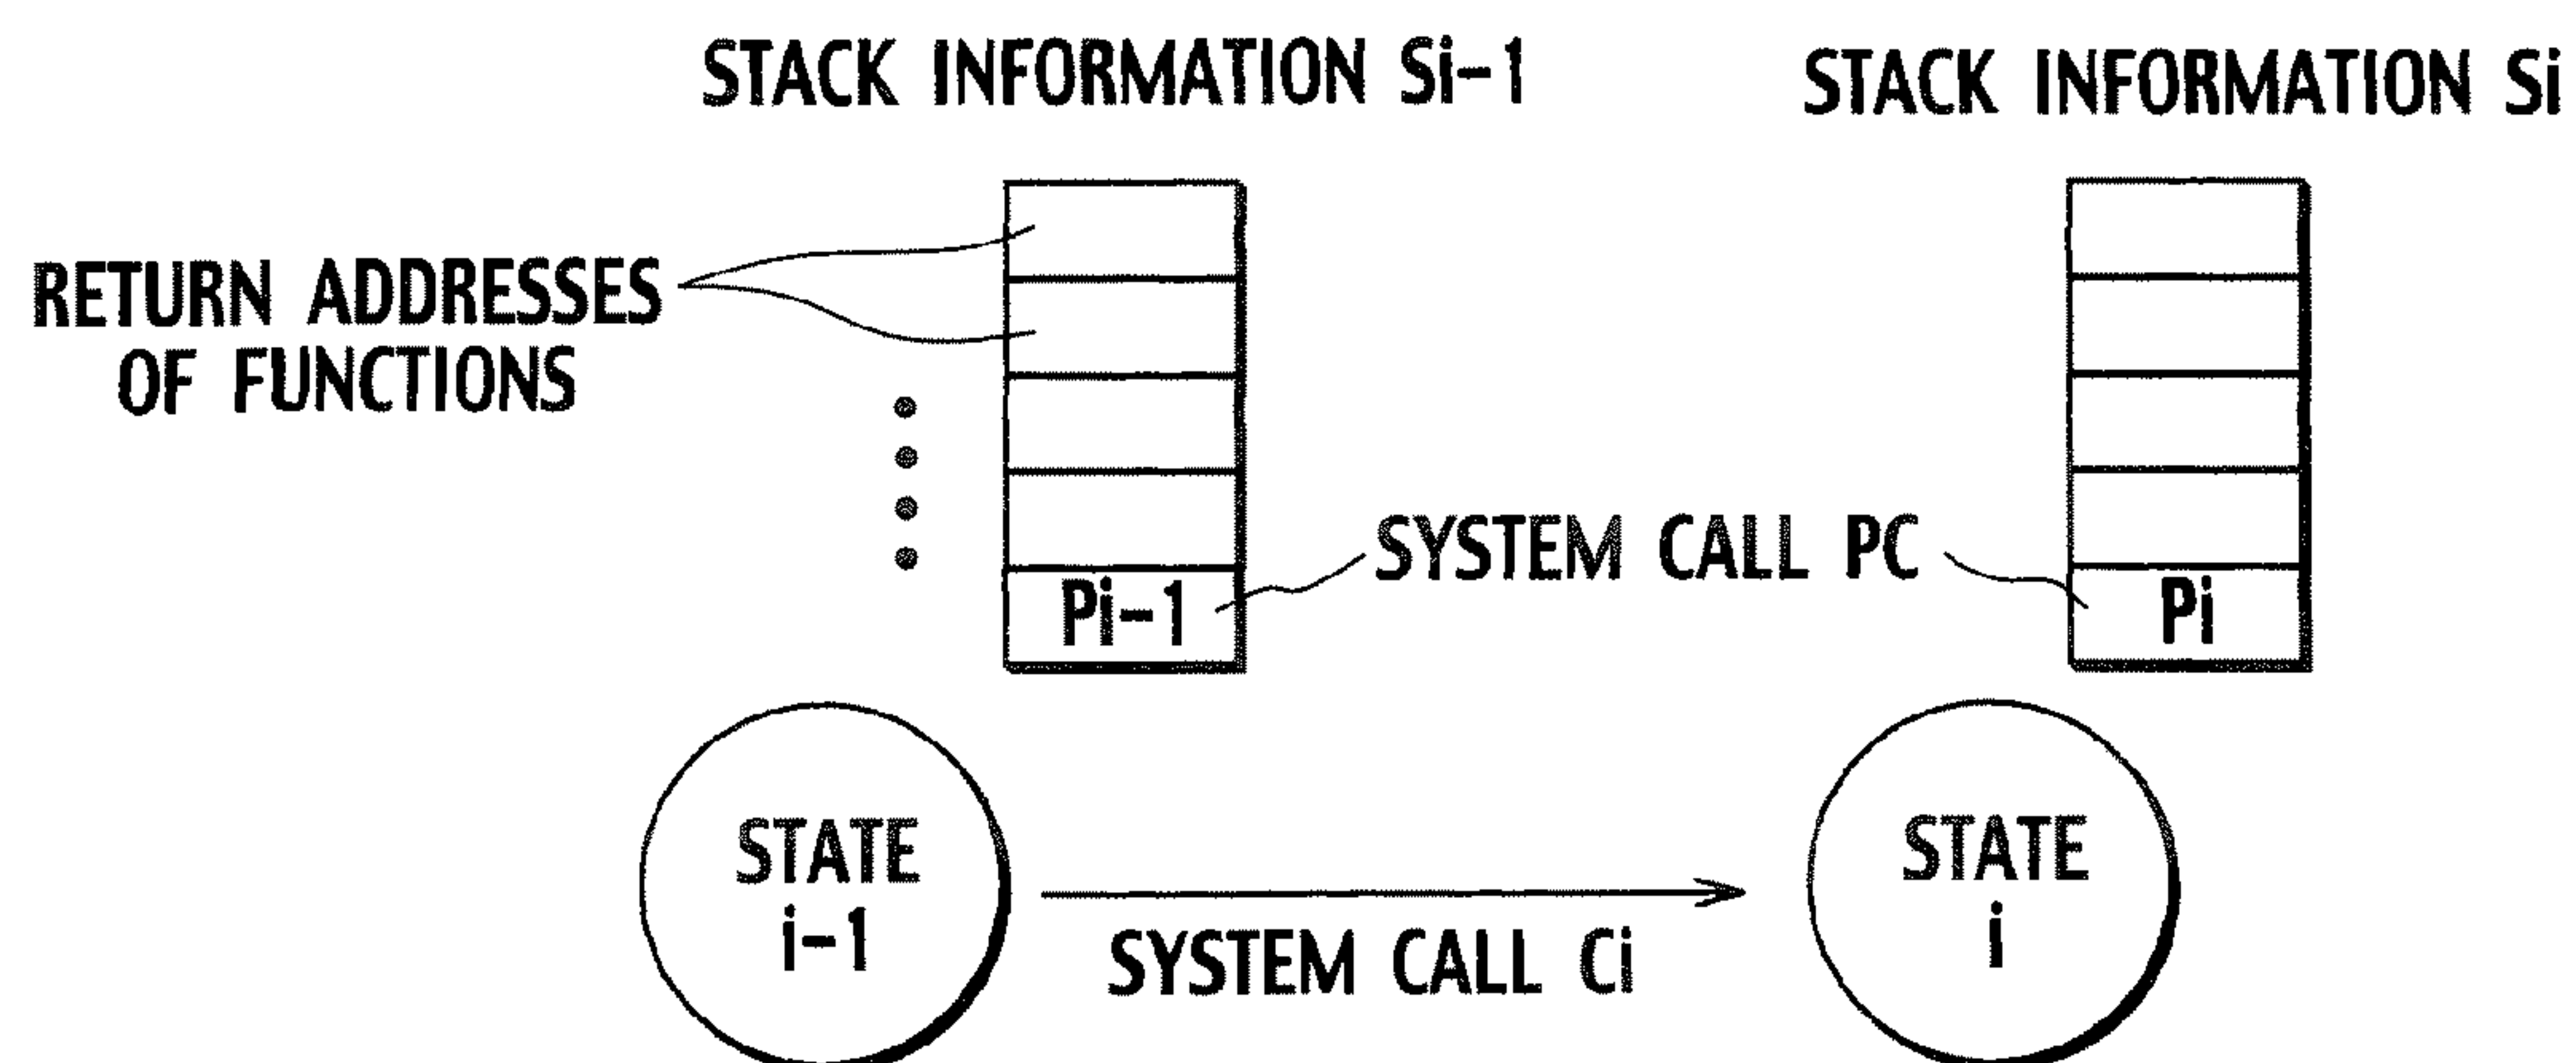 STACK INFORMATION Si-1
STACK INFORMATION Si
RETURN ADDRESSES
OF FUNCTIONS
SYSTEM CALL PC
Pi-1
Pi
STATE
i-1
SYSTEM CALL Ci
STATE
i